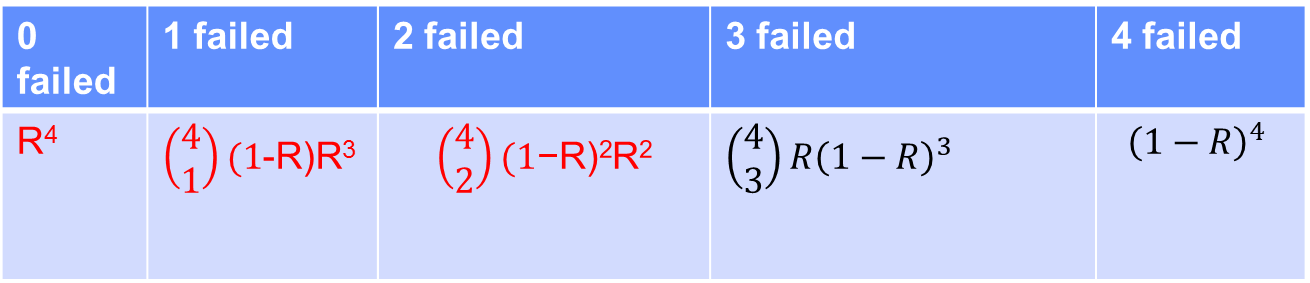 0 failed
1 failed
2 failed
3 failed
4 failed
R⁴
(4 1) (1-R)R³
(4 2) (1−R)²R²
(4 3) R(1 − R)³
(1 − R)⁴